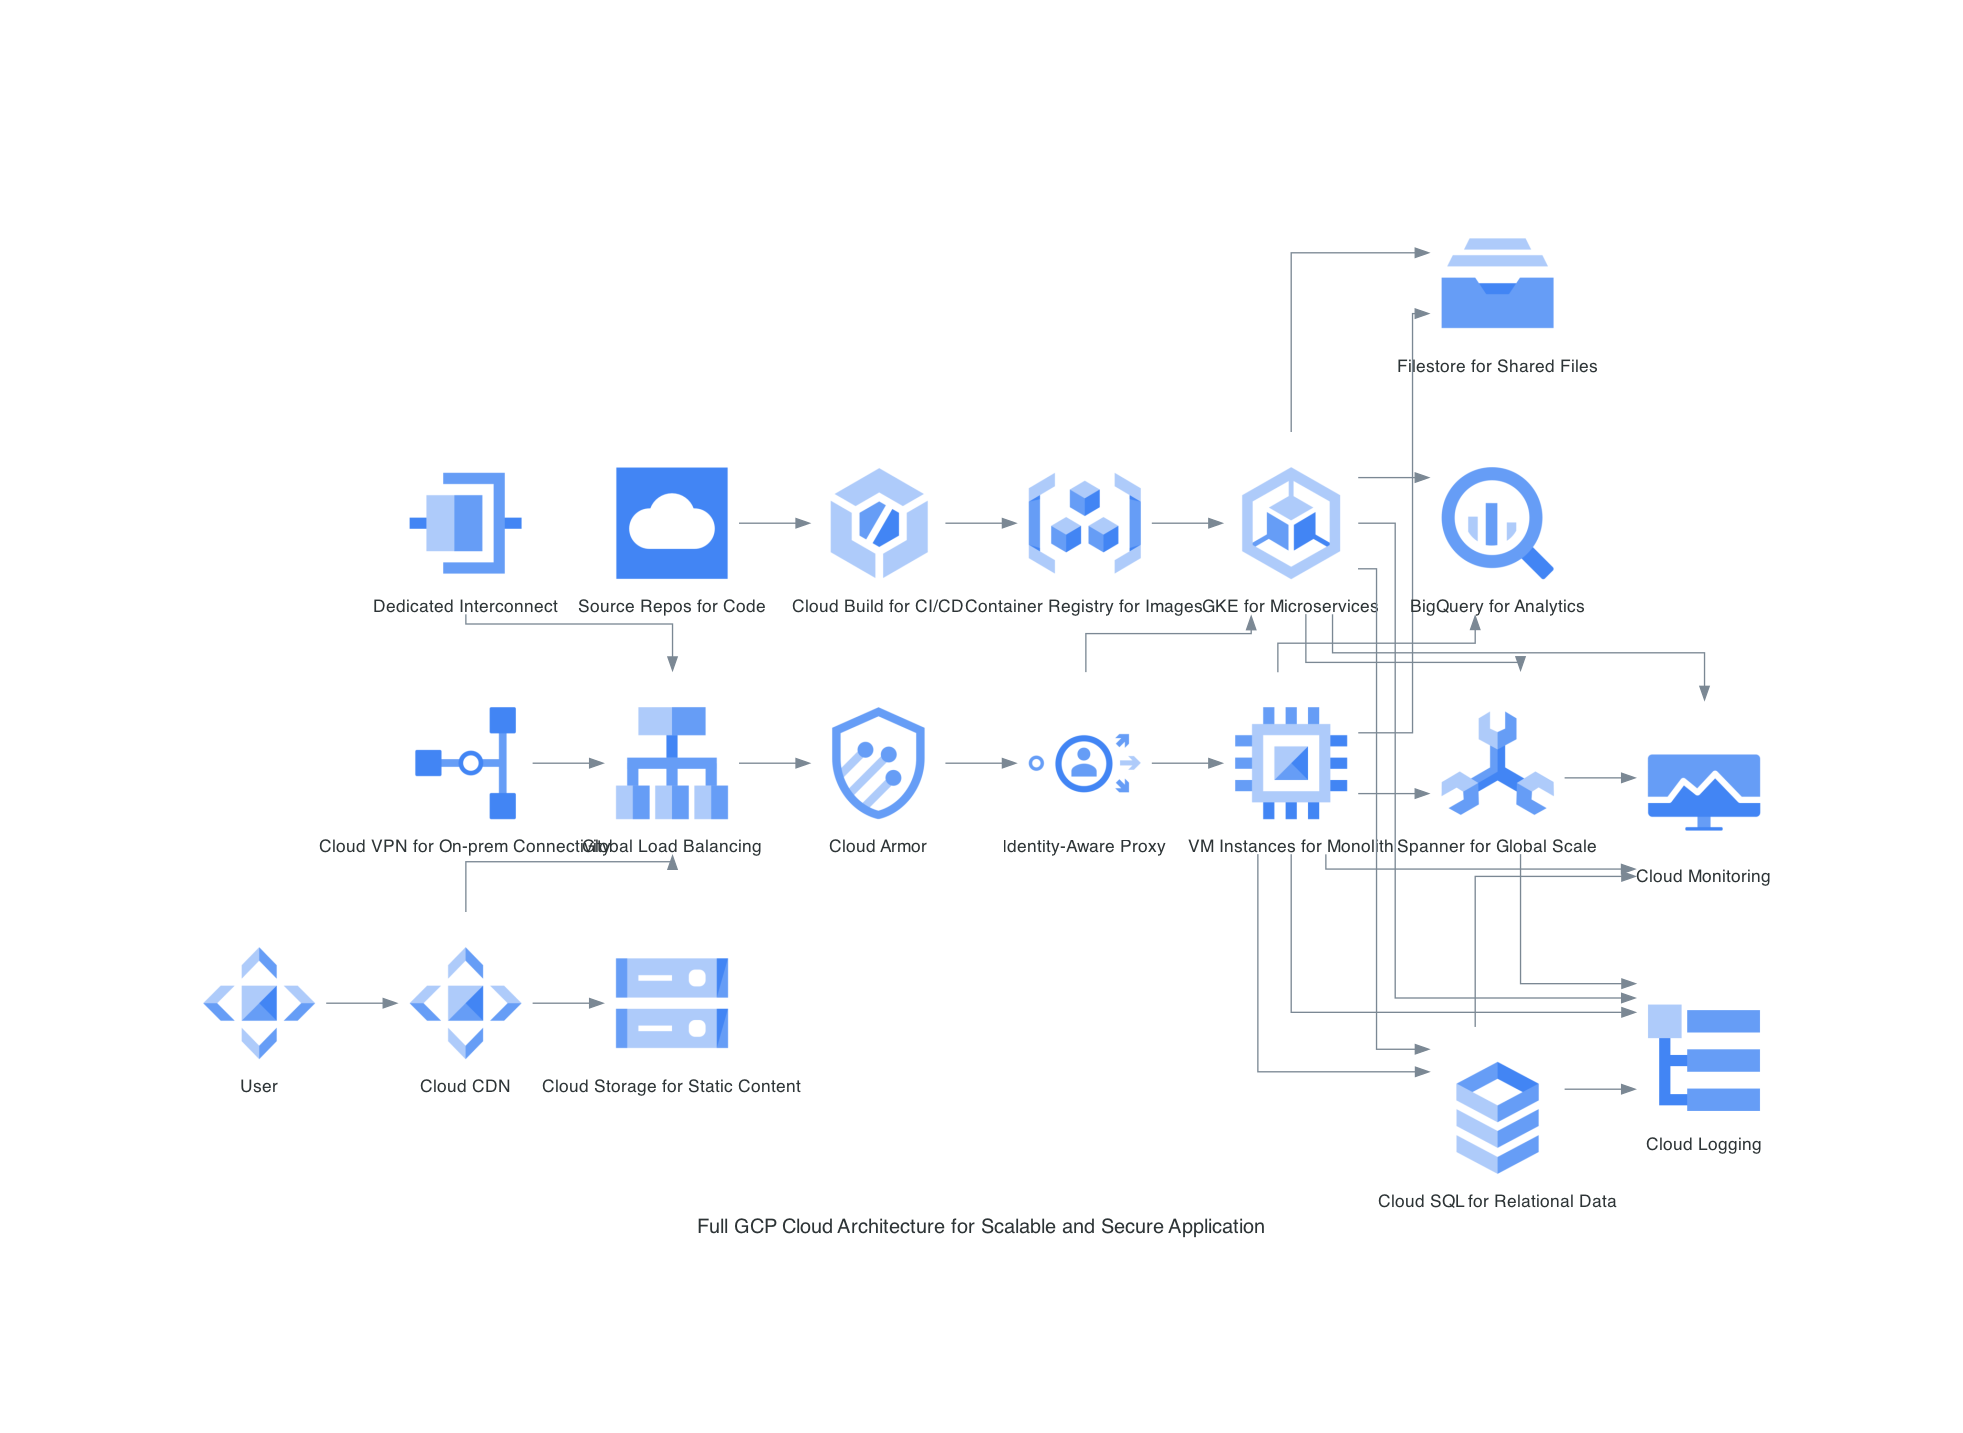 Filestore for Shared Files
Dedicated Interconnect
Source Repos for Code
Cloud Build for CI/CD
Container Registry for Images
GKE for Microservices
BigQuery for Analytics
Cloud VPN for On-prem Connectivity
Global Load Balancing
Cloud Armor
Identity-Aware Proxy
VM Instances for Monolith
Spanner for Global Scale
Cloud Monitoring
User
Cloud CDN
Cloud Storage for Static Content
Cloud Logging
Cloud SQL for Relational Data
Full GCP Cloud Architecture for Scalable and Secure Application